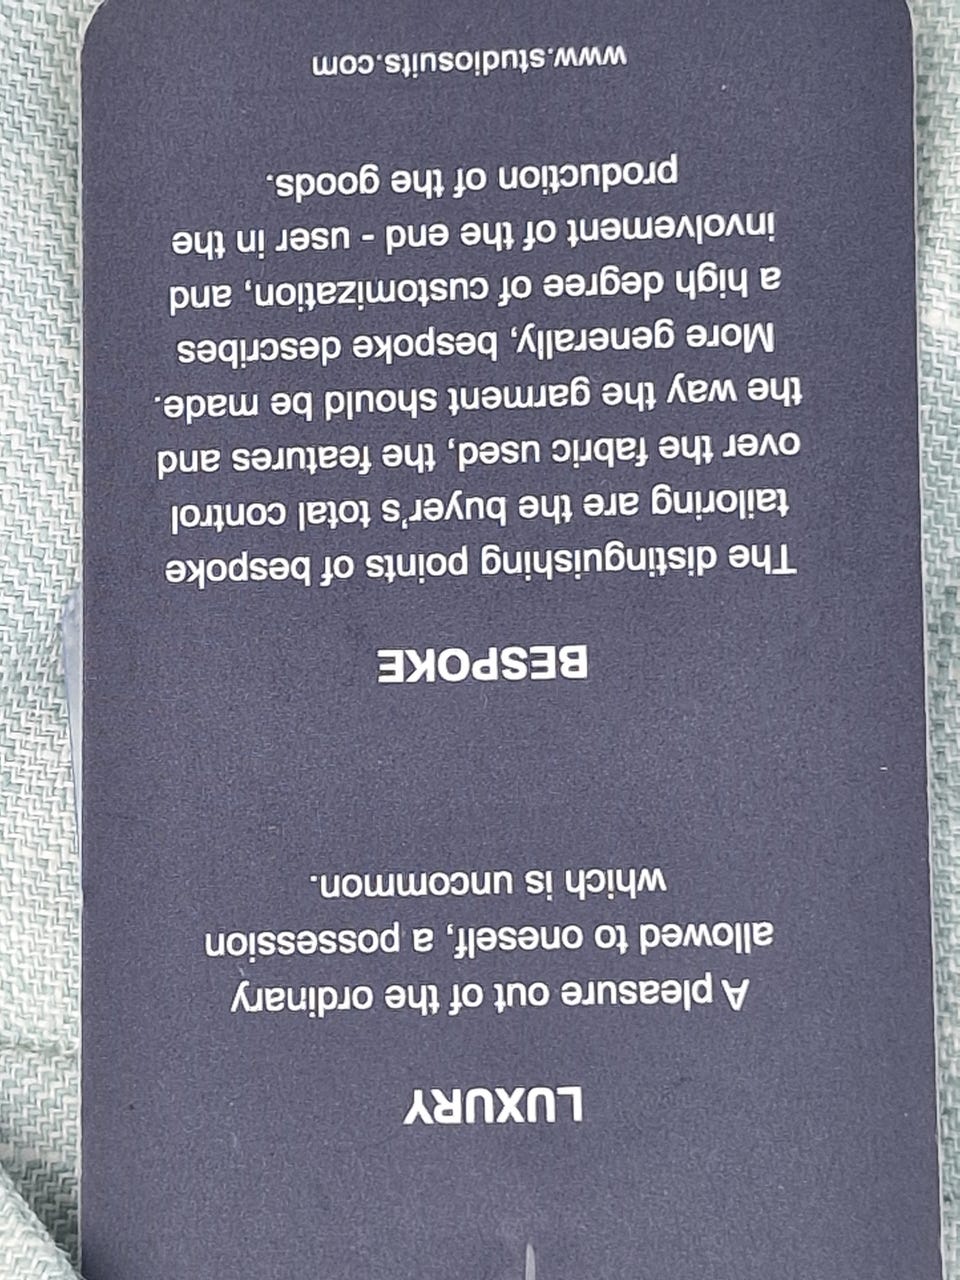 LUXURY
A pleasure out of the ordinary
allowed to oneself, a possession
which is uncommon.
BESPOKE
The distinguishing points of bespoke
tailoring are the buyer's total control
over the fabric used, the features and
the way the garment should be made.
More generally, bespoke describes
a high degree of customization, and
involvement of the end - user in the
production of the goods.
www.studiosuits.com